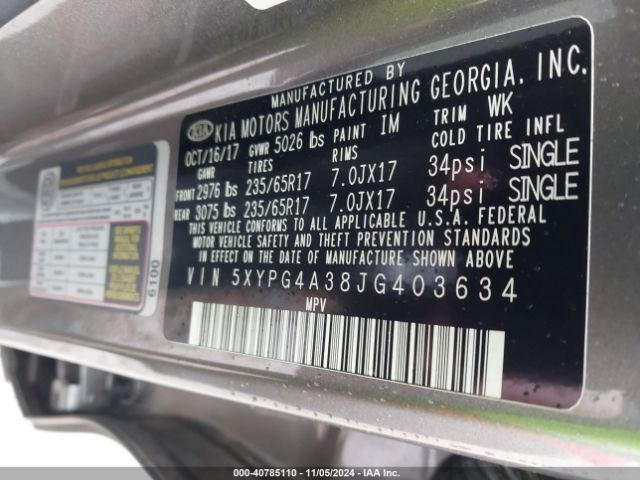 MANUFACTURED BY
KIA KIA MOTORS MANUFACTURING GEORGIA, INC.
OCT/16/17 GVWR 5026 lbs PAINT IM TRIM WK
GAWR TIRES RIMS COLD TIRE INFL
FRONT 2976 lbs 235/65R17 7.0JX17 34psi SINGLE
REAR 3075 lbs 235/65R17 7.0JX17 34psi SINGLE
THIS VEHICLE CONFORMS TO ALL APPLICABLE U.S.A. FEDERAL
MOTOR VEHICLE SAFETY AND THEFT PREVENTION STANDARDS
IN EFFECT ON THE DATE OF MANUFACTURE SHOWN ABOVE
VIN 5XYPG4A38JG403634
MPV
6100
000-40785110 - 11/05/2024 - IAA Inc.